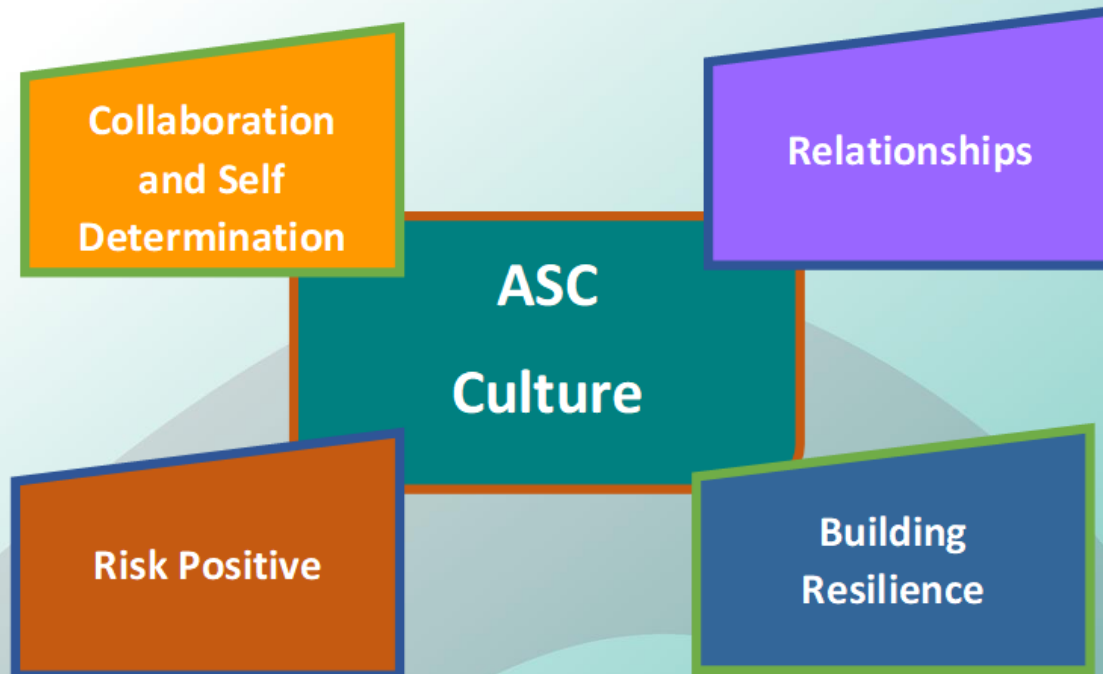 Collaboration
and Self
Determination
Relationships
ASC
Culture
Risk Positive
Building
Resilience